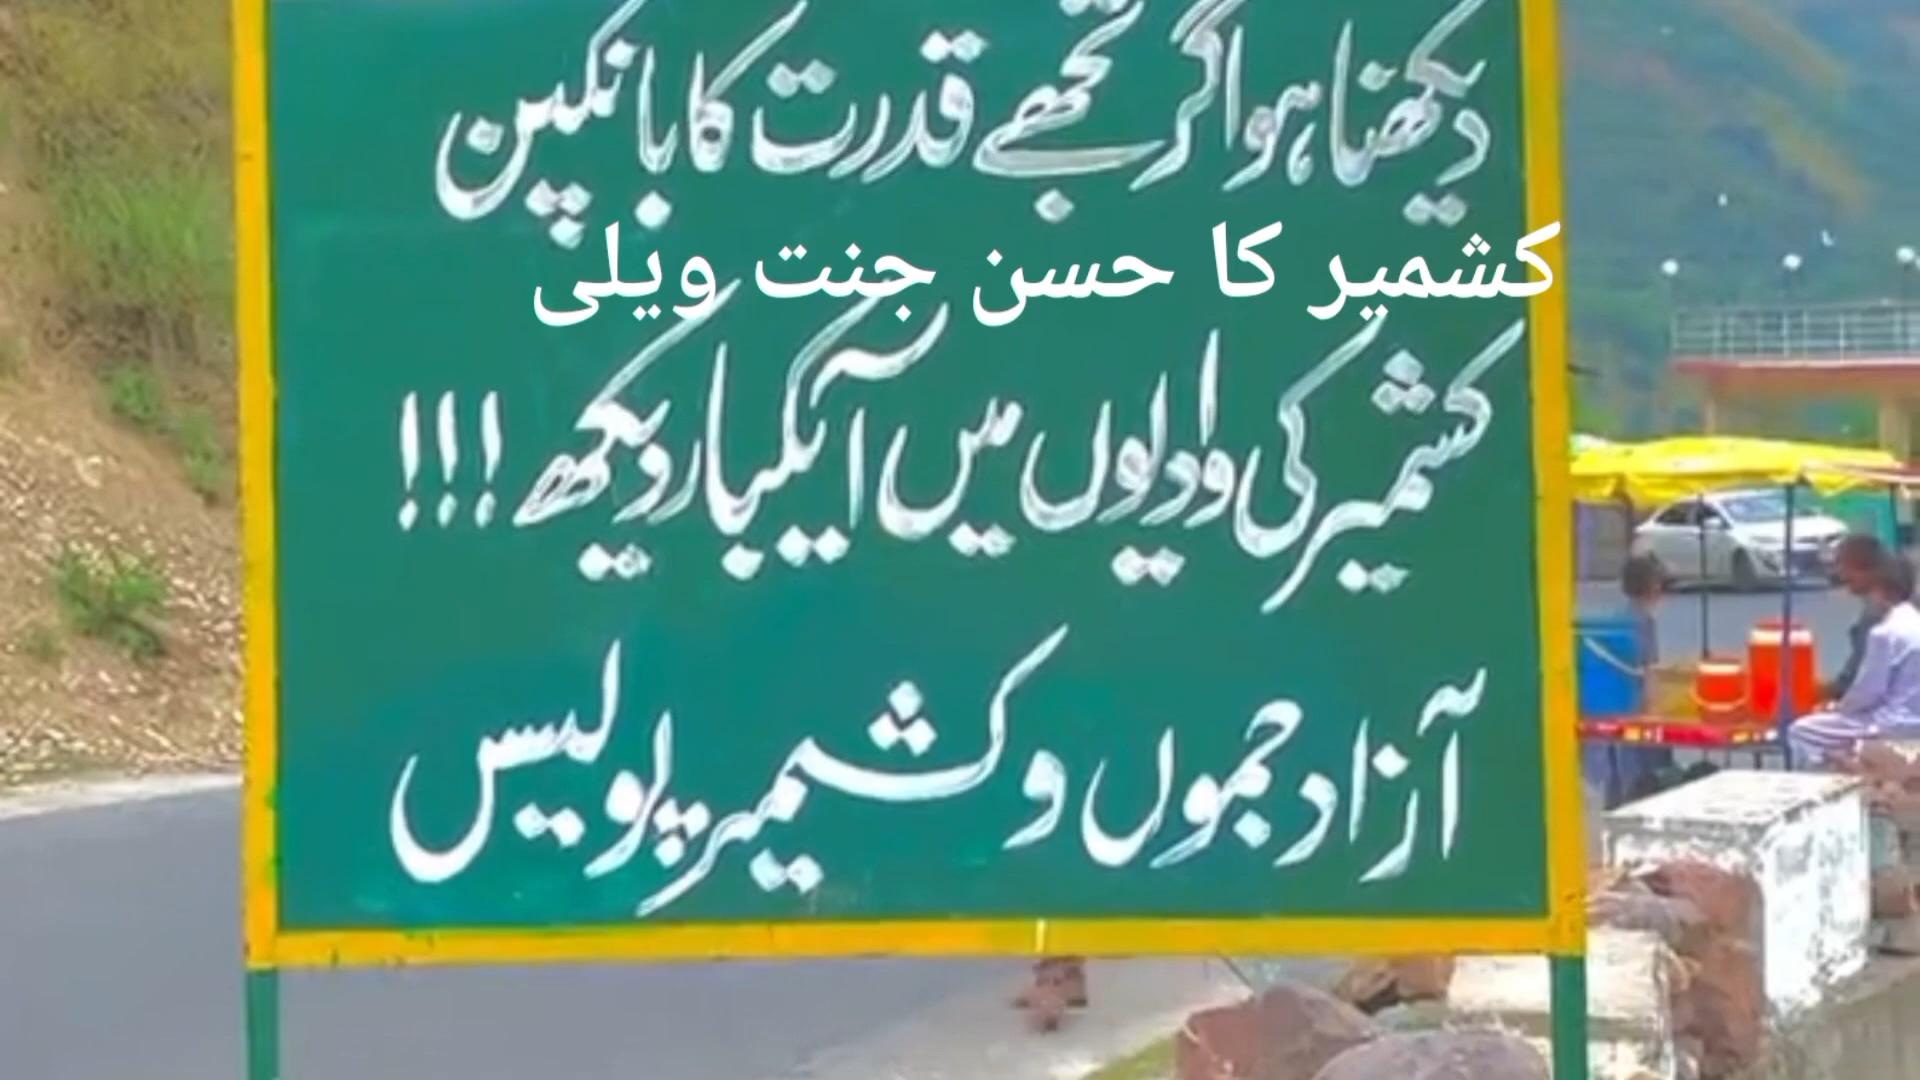 دیکھنا ہو اگر تجھے قدرت کا بانکپن
کشمیر کا حسن جنت ویلی
کشمیر کی وادیوں میں آ یکبار دیکھ !!!
آزاد جموں و کشمیر پولیس